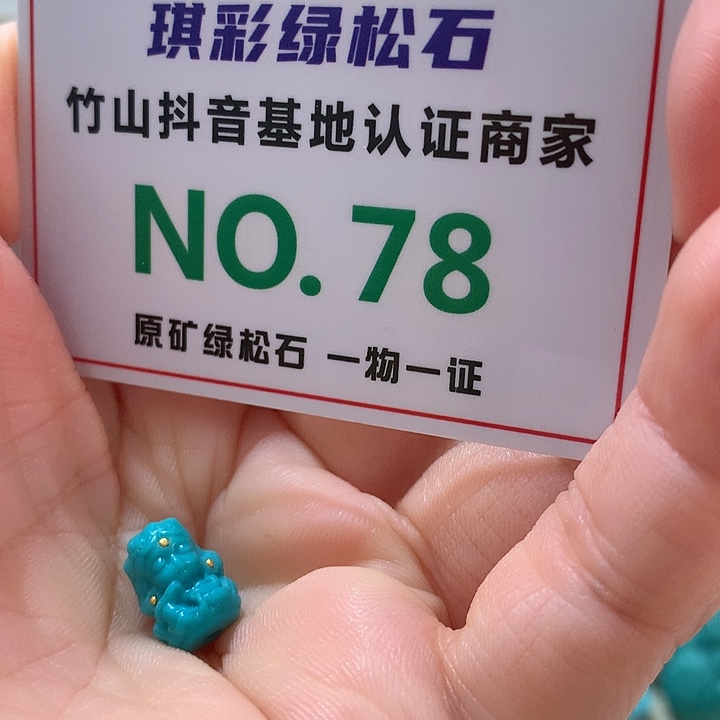 琪彩绿松石
竹山抖音基地认证商家
NO. 78
原矿绿松石 一物一证